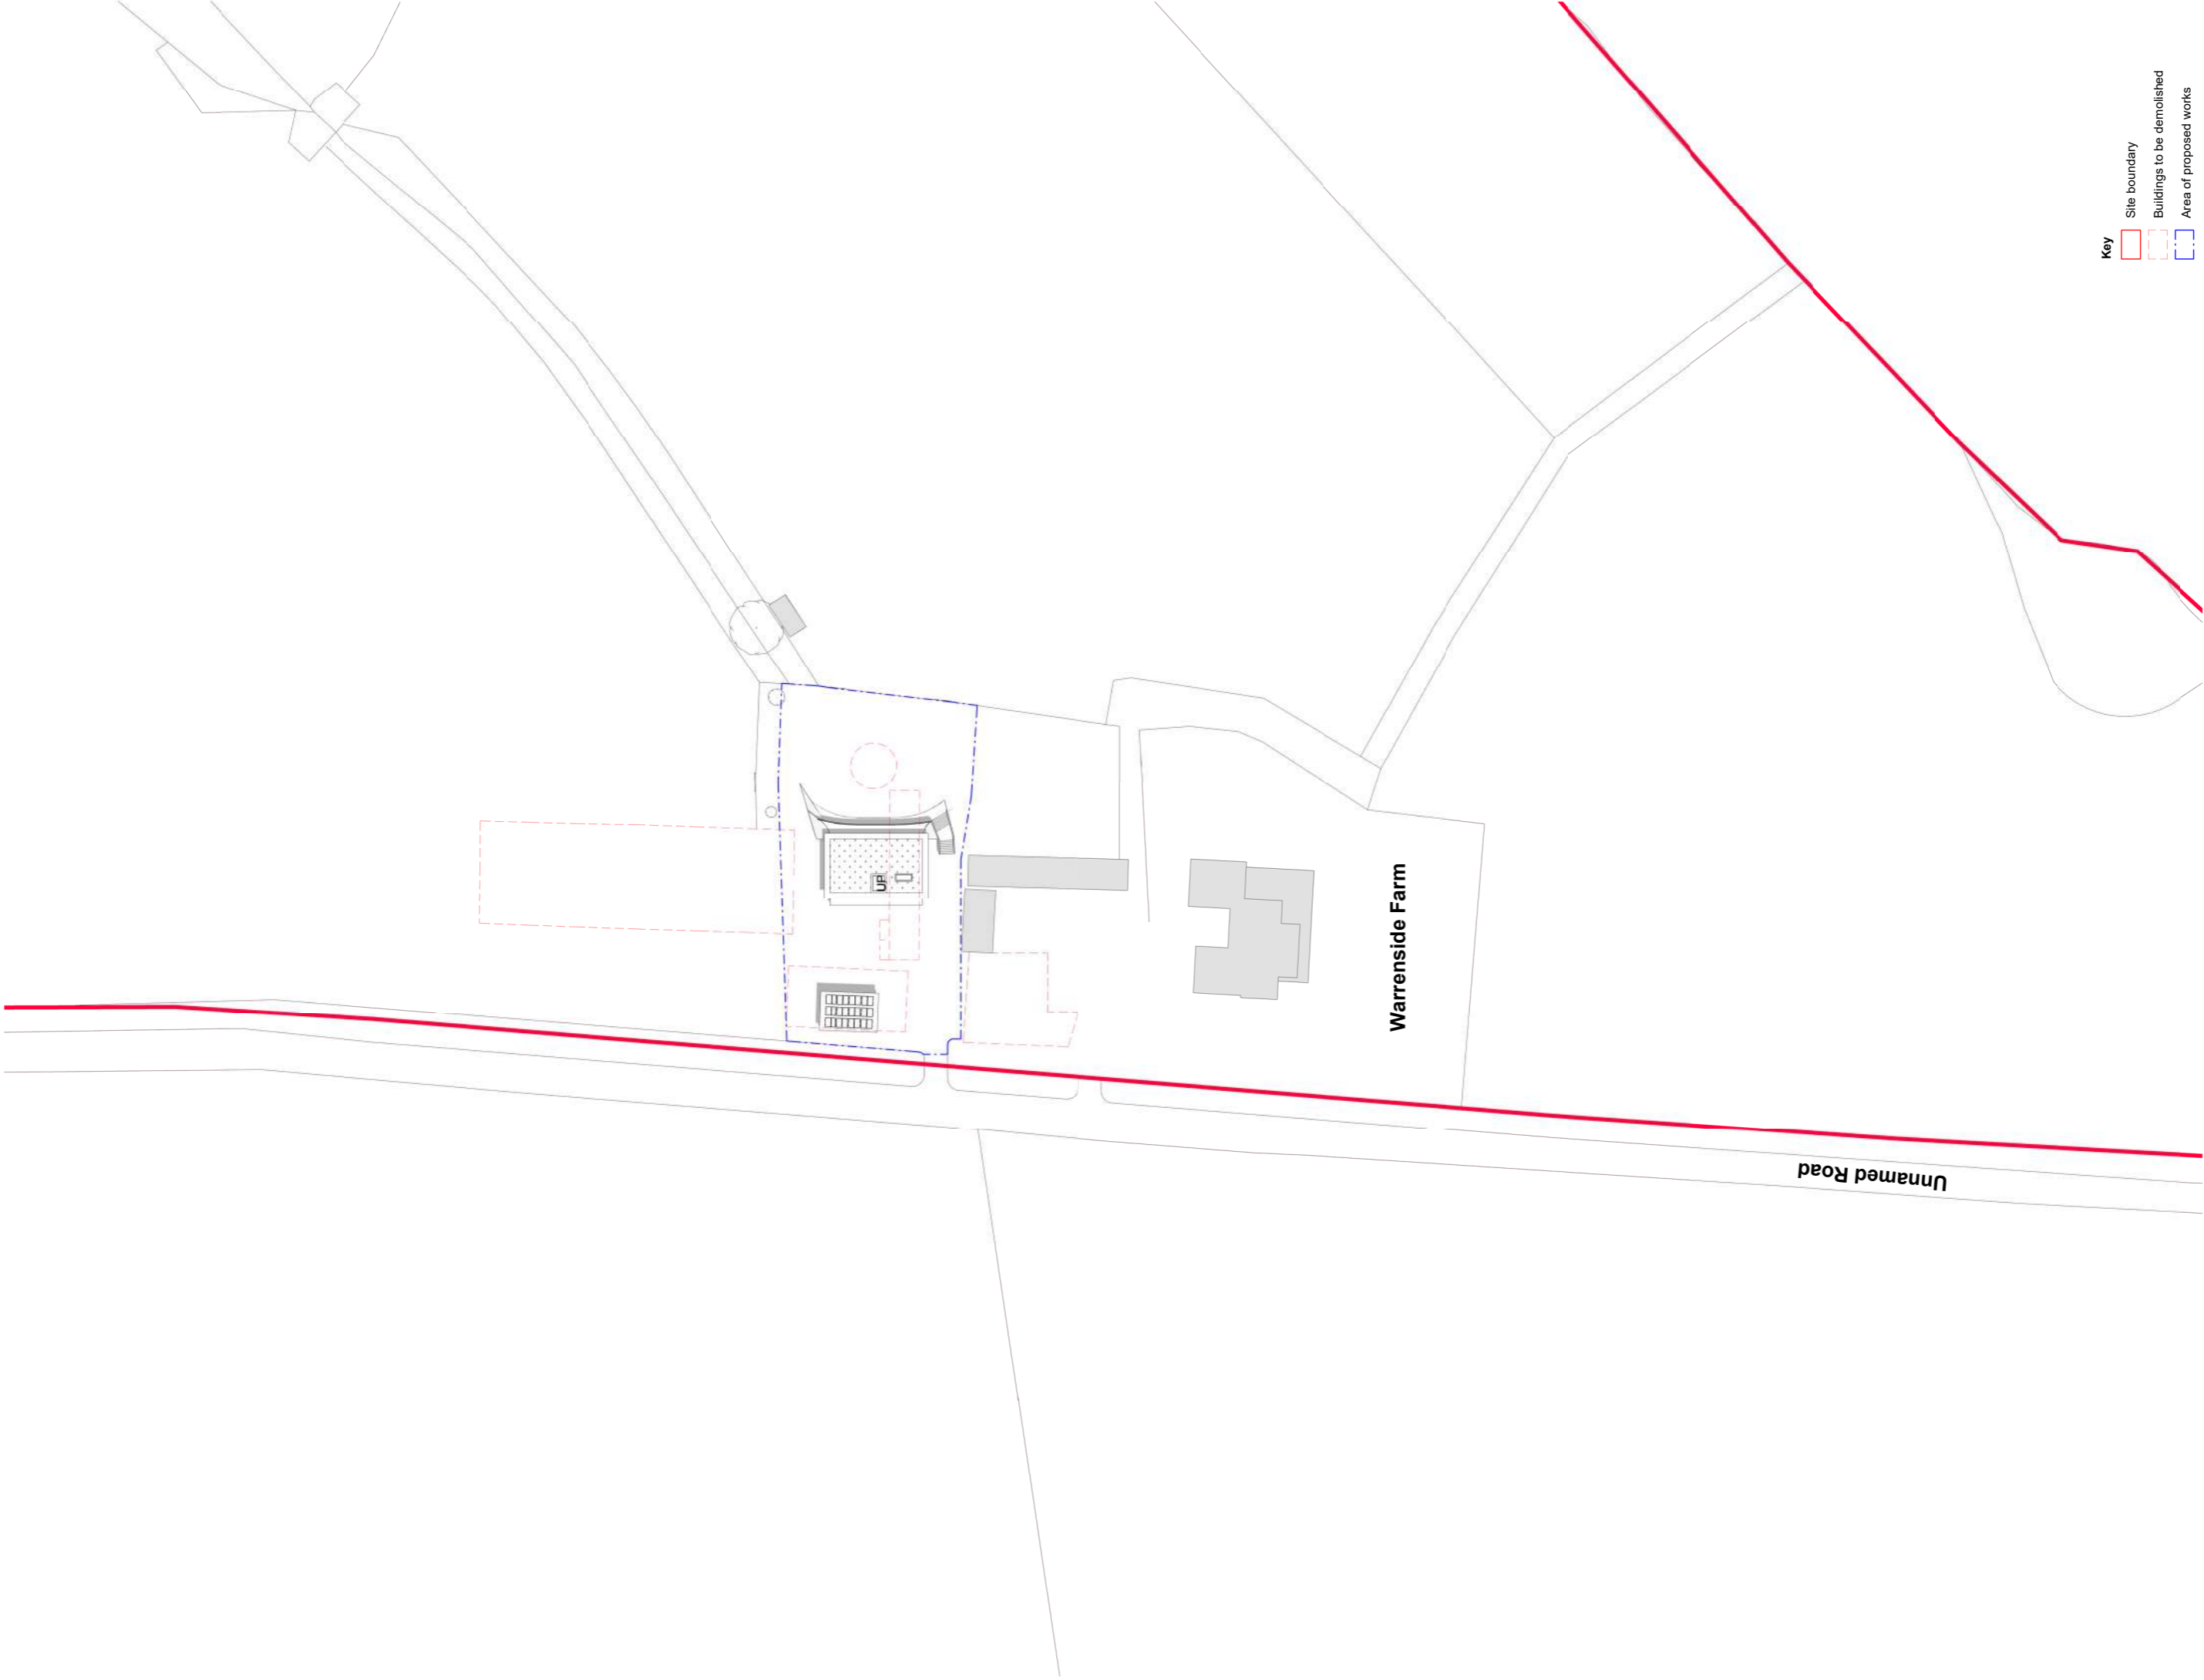 Key
Site boundary
Buildings to be demolished
Area of proposed works
UP
Warrenside Farm
Unnamed Road